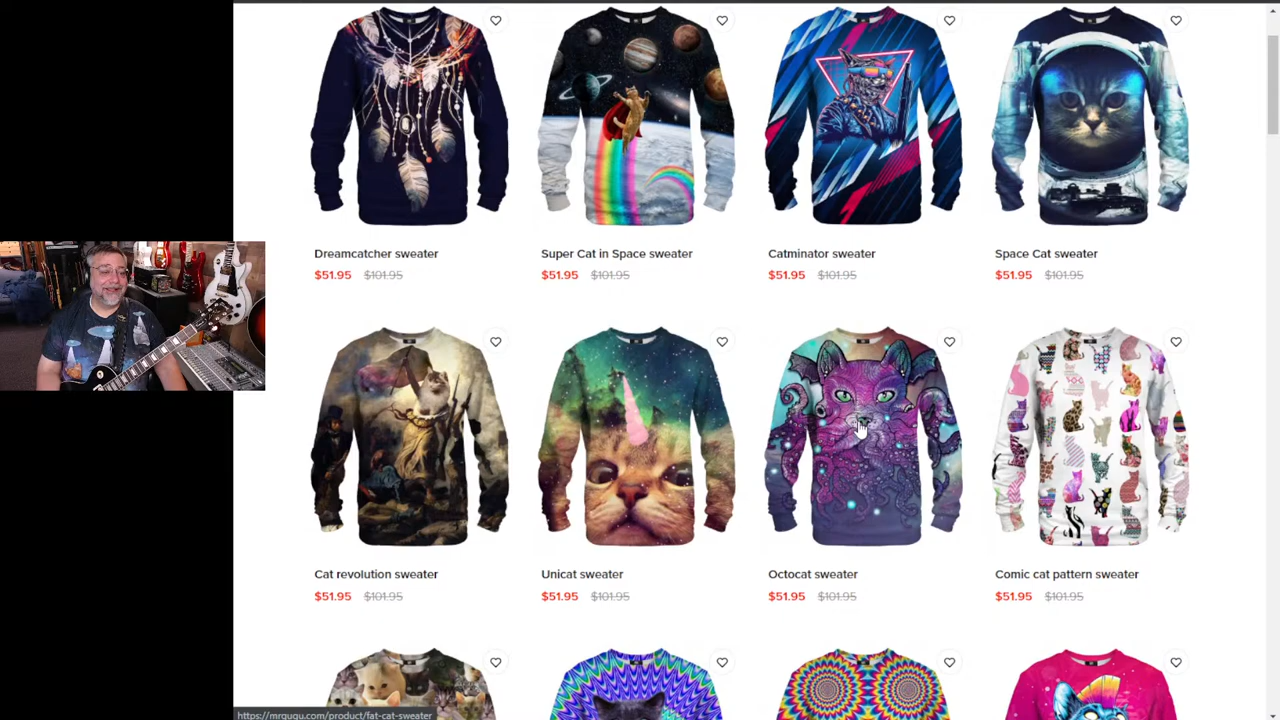 Dreamcatcher sweater
$51.95 $101.95
Super Cat in Space sweater
$51.95 $101.95
Catminator sweater
$51.95 $101.95
Space Cat sweater
$51.95 $101.95
Cat revolution sweater
$51.95 $101.95
Unicat sweater
$51.95 $101.95
Octocat sweater
$51.95 $101.95
Comic cat pattern sweater
$51.95 $101.95
https://mrgugu.com/product/fat-cat-sweater